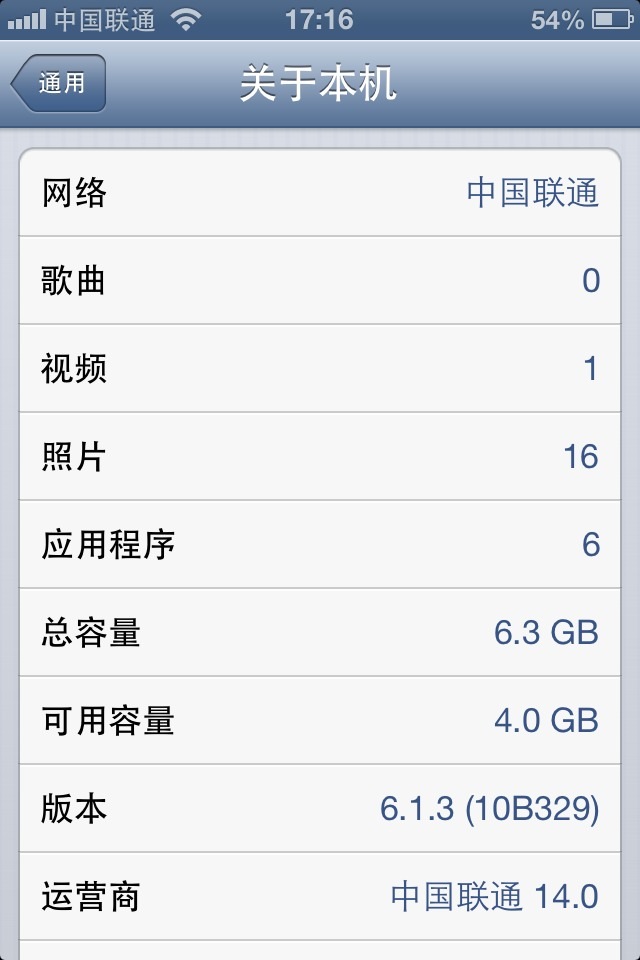 中国联通 17:16 54%
通用 关于本机
网络 中国联通
歌曲 0
视频 1
照片 16
应用程序 6
总容量 6.3 GB
可用容量 4.0 GB
版本 6.1.3 (10B329)
运营商 中国联通 14.0